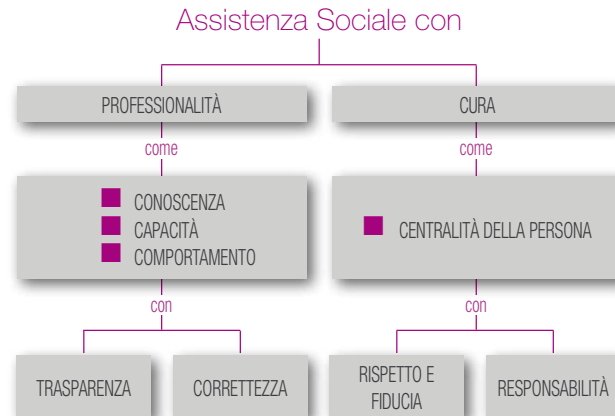 Assistenza Sociale con
PROFESSIONALITÀ
CURA
come
come
CONOSCENZA
CAPACITÀ
COMPORTAMENTO
CENTRALITÀ DELLA PERSONA
con
con
TRASPARENZA
CORRETTEZZA
RISPETTO E
FIDUCIA
RESPONSABILITÀ